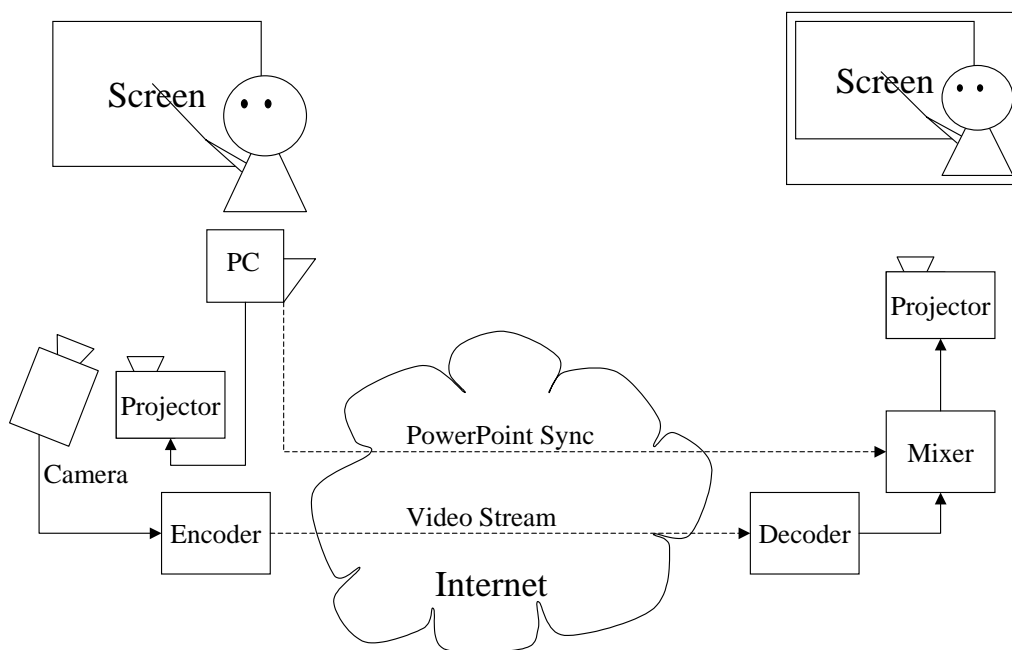 Screen
Screen
PC
Projector
Projector
PowerPoint Sync
Mixer
Camera
Encoder
Video Stream
Decoder
Internet